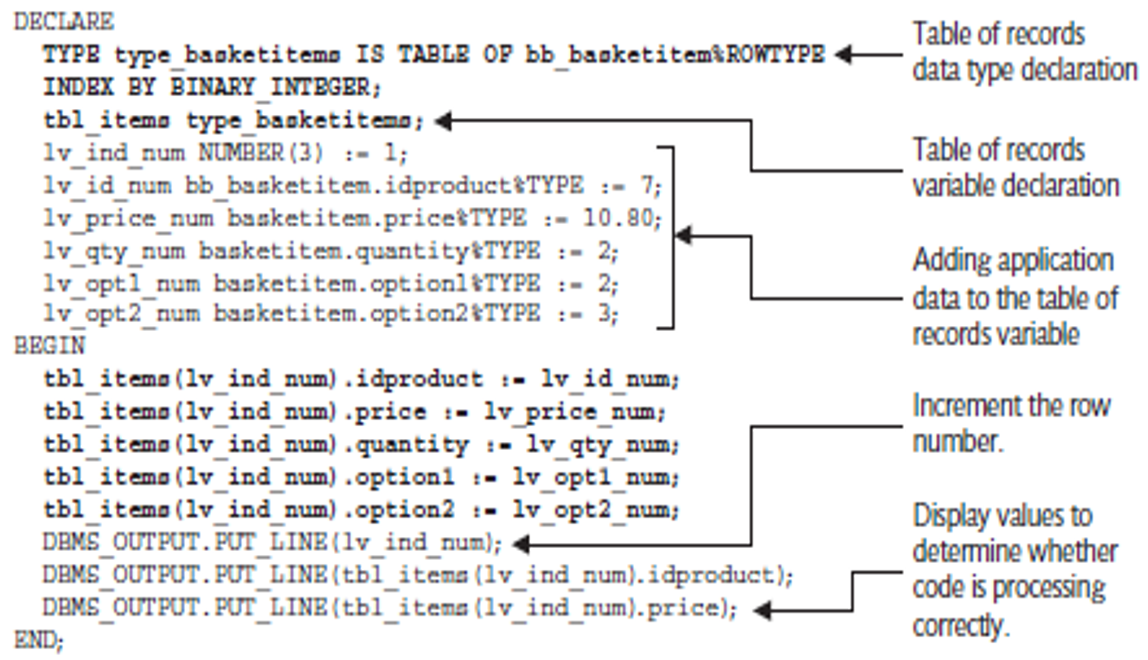 DECLARE
TYPE type_basketitems IS TABLE OF bb_basketitem%ROWTYPE
INDEX BY BINARY_INTEGER;
tbl_items type_basketitems;
lv_ind_num NUMBER(3) := 1;
lv_id_num bb_basketitem.idproduct%TYPE := 7;
lv_price_num basketitem.price%TYPE := 10.80;
lv_qty_num basketitem.quantity%TYPE := 2;
lv_opt1_num basketitem.option1%TYPE := 2;
lv_opt2_num basketitem.option2%TYPE := 3;
BEGIN
tbl_items(lv_ind_num).idproduct := lv_id_num;
tbl_items(lv_ind_num).price := lv_price_num;
tbl_items(lv_ind_num).quantity := lv_qty_num;
tbl_items(lv_ind_num).option1 := lv_opt1_num;
tbl_items(lv_ind_num).option2 := lv_opt2_num;
DBMS_OUTPUT.PUT_LINE(lv_ind_num);
DBMS_OUTPUT.PUT_LINE(tbl_items(lv_ind_num).idproduct);
DBMS_OUTPUT.PUT_LINE(tbl_items(lv_ind_num).price);
END;
Table of records
data type declaration
Table of records
variable declaration
Adding application
data to the table of
records variable
Increment the row
number.
Display values to
determine whether
code is processing
correctly.